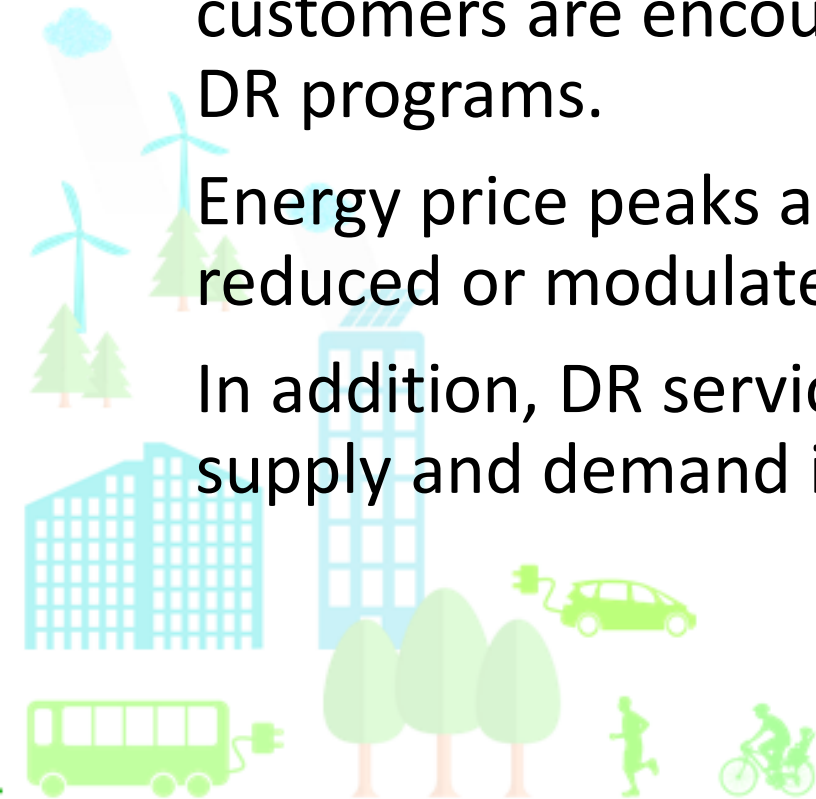 customers are encou
DR programs.
Energy price peaks a
reduced or modulate
In addition, DR servic
supply and demand i